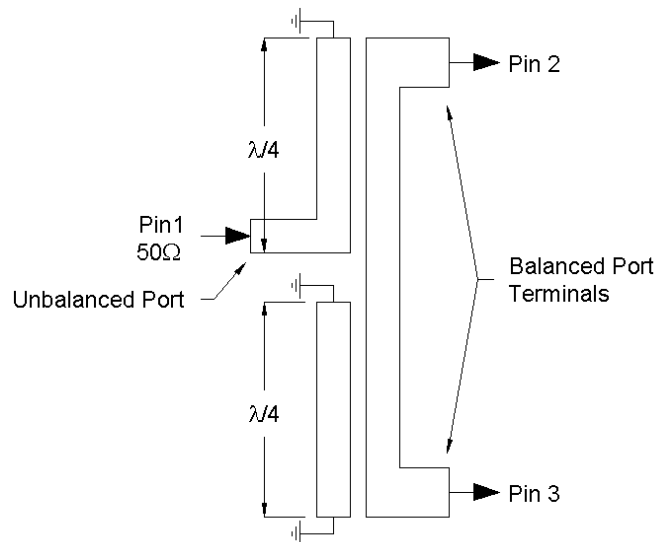 Pin 2
λ/4
Pin1
50Ω
Unbalanced Port
Balanced Port
Terminals
λ/4
Pin 3